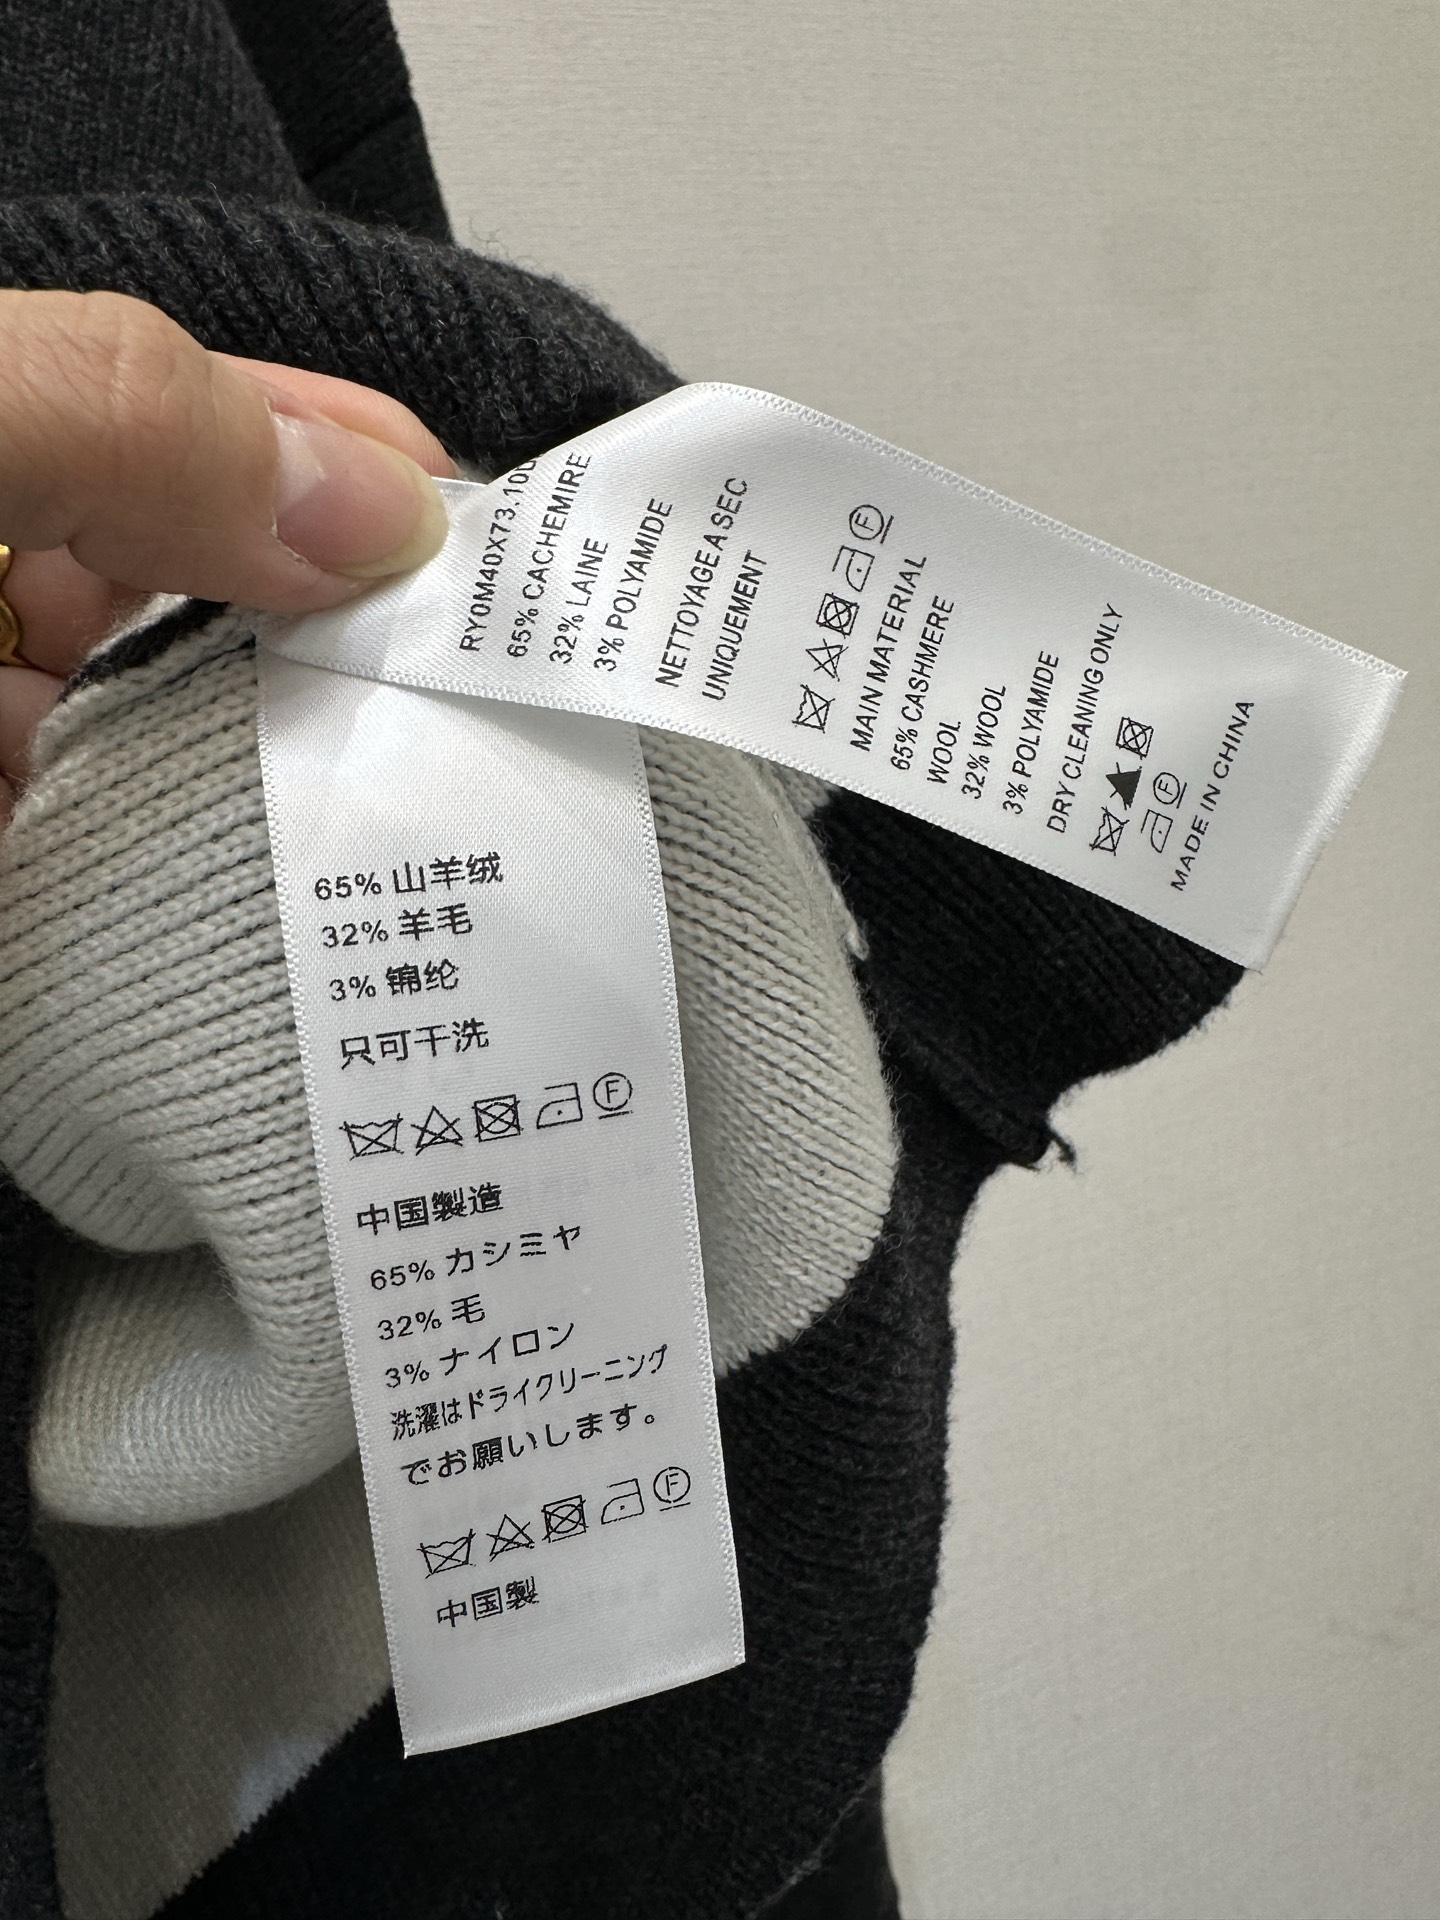 65% CACHEMIRE
32% LAINE
3% POLYAMIDE
NETTOYAGE A SEC
UNIQUEMENT
F
MAIN MATERIAL
65% CASHMERE
WOOL
32% WOOL
3% POLYAMIDE
DRY CLEANING ONLY
F
MADE IN CHINA
65% 山羊绒
32% 羊毛
3% 锦纶
只可干洗
F
中国製造
65% カシミヤ
32% 毛
3% ナイロン
洗濯はドライクリーニング
でお願いします。
F
中国製